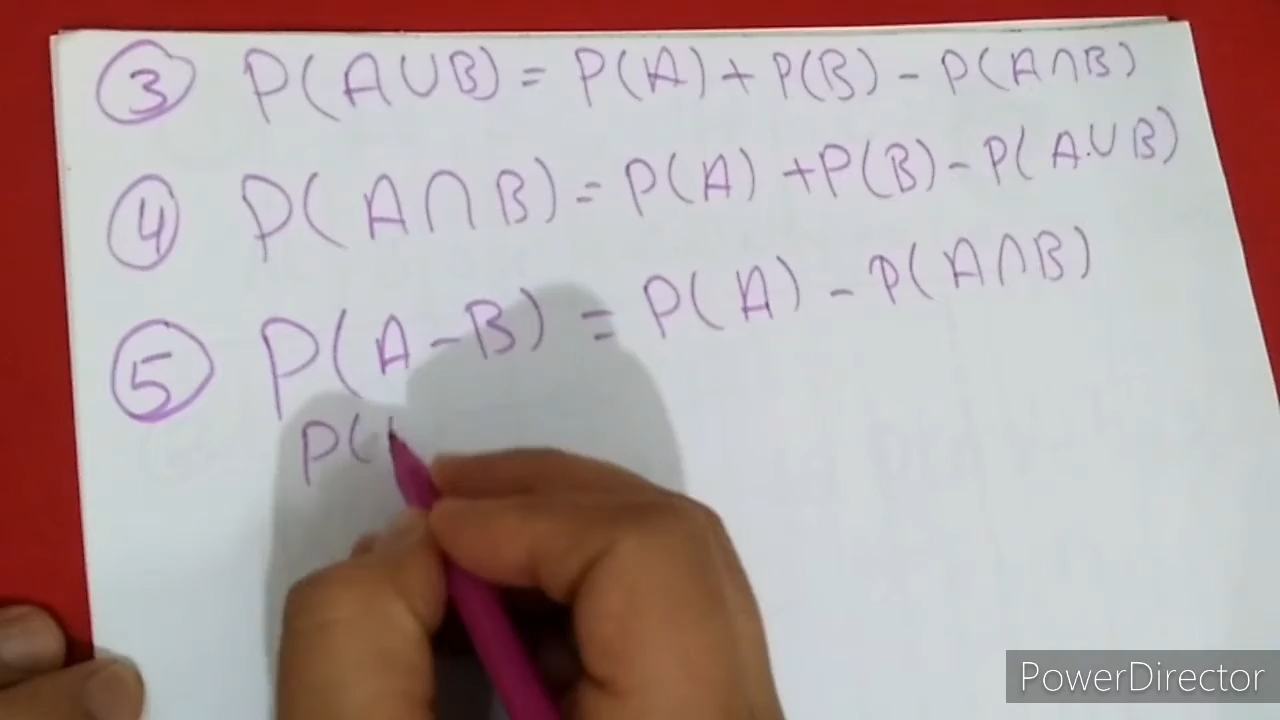 ③ P(A∪B) = P(A) + P(B) - P(A∩B)
④ P(A∩B) = P(A) + P(B) - P(A∪B)
⑤ P(A-B) = P(A) - P(A∩B)
P(
PowerDirector